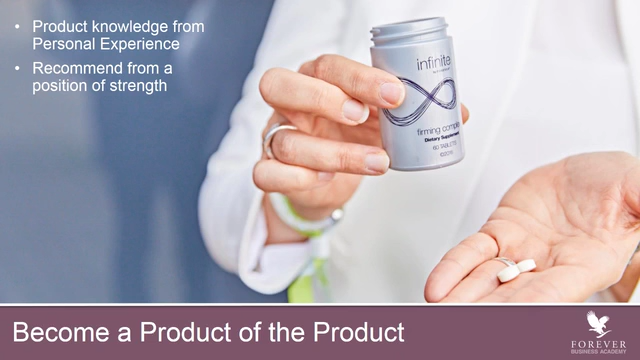 • Product knowledge from
Personal Experience
• Recommend from a
position of strength
infinite
firming complex
Dietary Supplement
60 TABLETS
Become a Product of the Product
FOREVER
BUSINESS ACADEMY